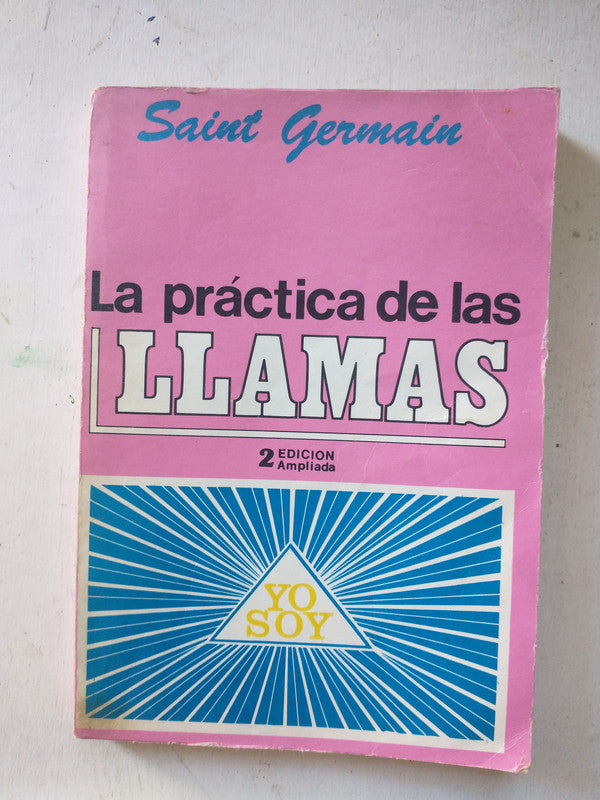 Saint Germain
La práctica de las
LLAMAS
2 EDICION
Ampliada
YO
SOY